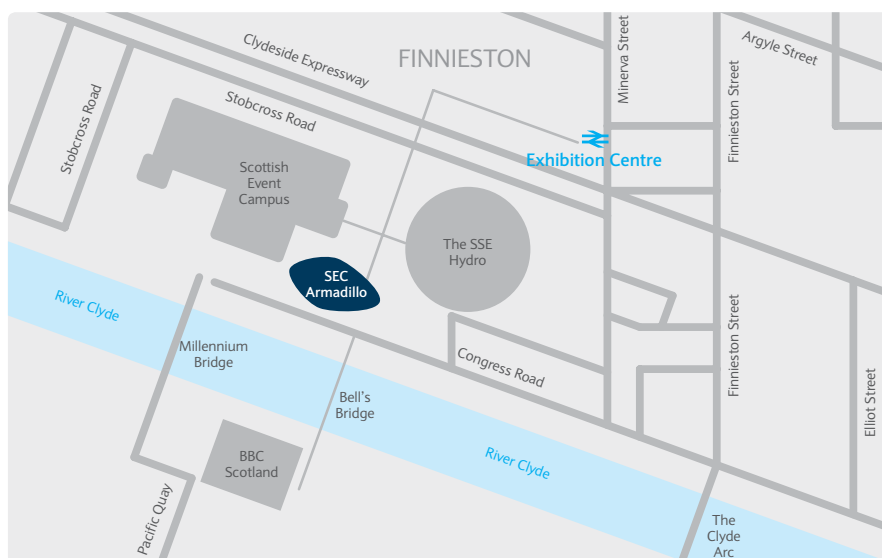 Clydeside Expressway
FINNIESTON
Minerva Street
Argyle Street
Finnieston Street
Stobcross Road
Stobcross Road
Exhibition Centre
Scottish
Event
Campus
The SSE
Hydro
SEC
Armadillo
River Clyde
Millennium
Bridge
Congress Road
Finnieston Street
Elliot Street
Bell's
Bridge
BBC
Scotland
River Clyde
Pacific Quay
The
Clyde
Arc